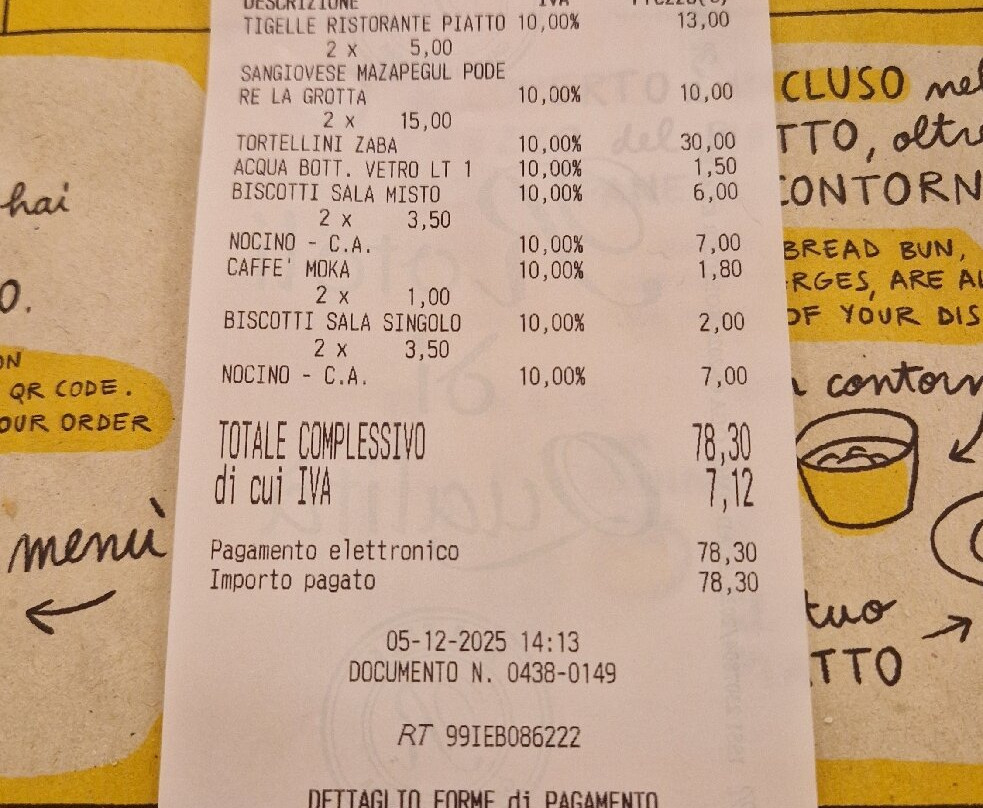 DESCRIZIONE IVA
TIGELLE RISTORANTE PIATTO 10,00% 13,00
2 x 5,00
SANGIOVESE MAZAPEGUL PODE
RE LA GROTTA 10,00% 10,00
2 x 15,00
TORTELLINI ZABA 10,00% 30,00
ACQUA BOTT. VETRO LT 1 10,00% 1,50
BISCOTTI SALA MISTO 10,00% 6,00
2 x 3,50
NOCINO - C.A. 10,00% 7,00
CAFFE' MOKA 10,00% 1,80
2 x 1,00
BISCOTTI SALA SINGOLO 10,00% 2,00
2 x 3,50
NOCINO - C.A. 10,00% 7,00
TOTALE COMPLESSIVO 78,30
di cui IVA 7,12
Pagamento elettronico 78,30
Importo pagato 78,30
05-12-2025 14:13
DOCUMENTO N. 0438-0149
RT 99IEB086222
DETTAGLIO FORME di PAGAMENTO
hai
O.
ON
QR CODE.
OUR ORDER
menù
CLUSO nel
TTO, oltre
CONTORN
BREAD BUN,
RGES, ARE AL
OF YOUR DIS
contorn
tuo
TTO